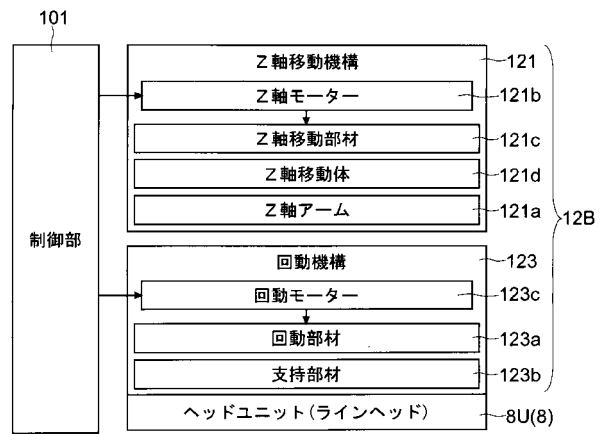 101
Z軸移動機構
121
Z軸モーター
121b
Z軸移動部材
121c
Z軸移動体
121d
Z軸アーム
121a
12B
制御部
回動機構
123
回動モーター
123c
回動部材
123a
支持部材
123b
ヘッドユニット(ラインヘッド)
8U(8)